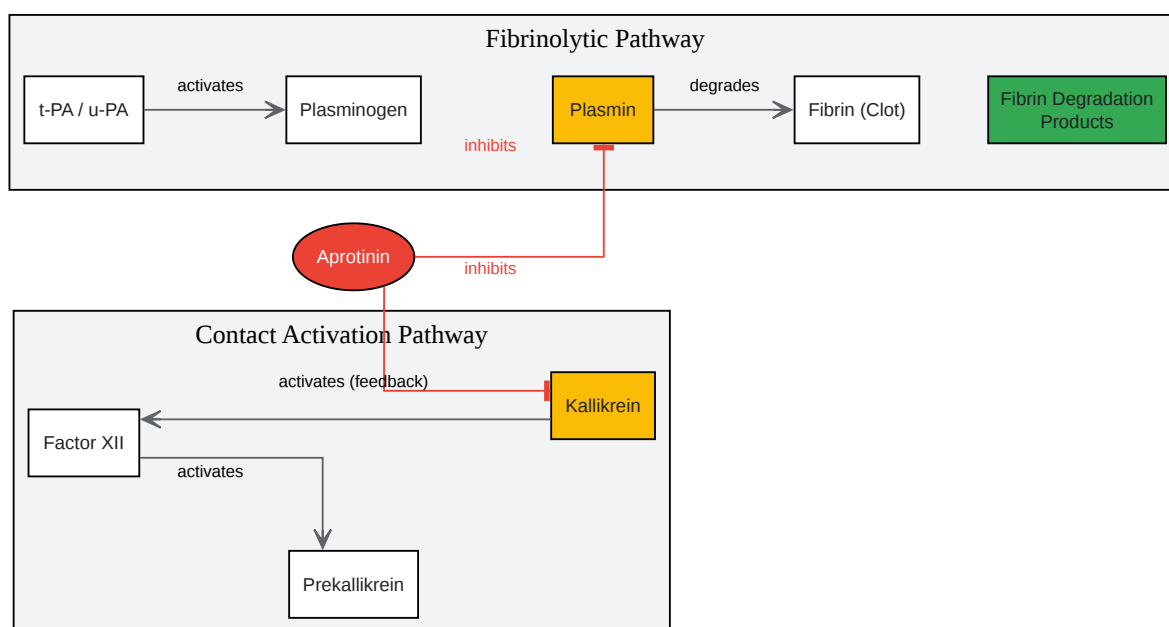 Fibrinolytic Pathway
t-PA / u-PA
activates
Plasminogen
inhibits
Plasmin
degrades
Fibrin (Clot)
Fibrin Degradation
Products
Aprotinin
inhibits
Contact Activation Pathway
activates (feedback)
Kallikrein
Factor XII
activates
Prekallikrein